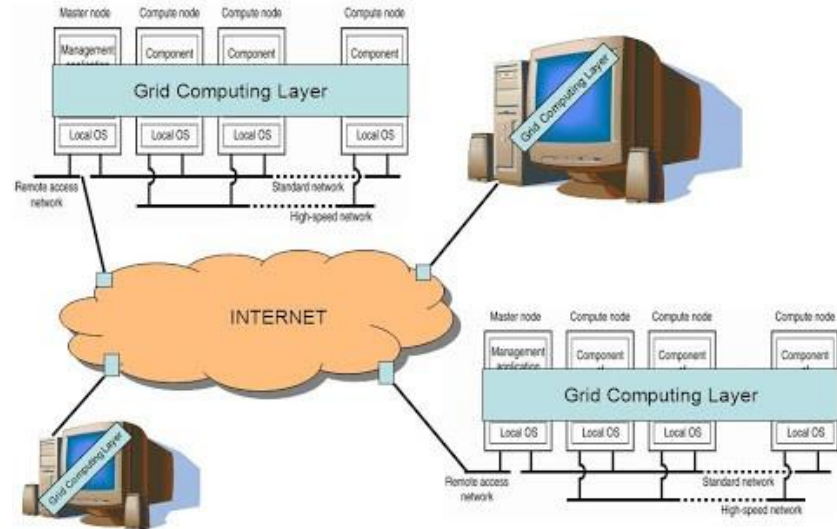 Master node Compute node Compute node Compute node
Management Component Component Component
Grid Computing Layer
Local OS Local OS Local OS Local OS
Remote access
network
Standard network
High-speed network
Grid Computing Layer
INTERNET
Master node Compute node Compute node Compute node
Management
application
Component Component Component
Grid Computing Layer
Local OS Local OS Local OS Local OS
Remote access
network
Standard network
High-speed network
Grid Computing Layer